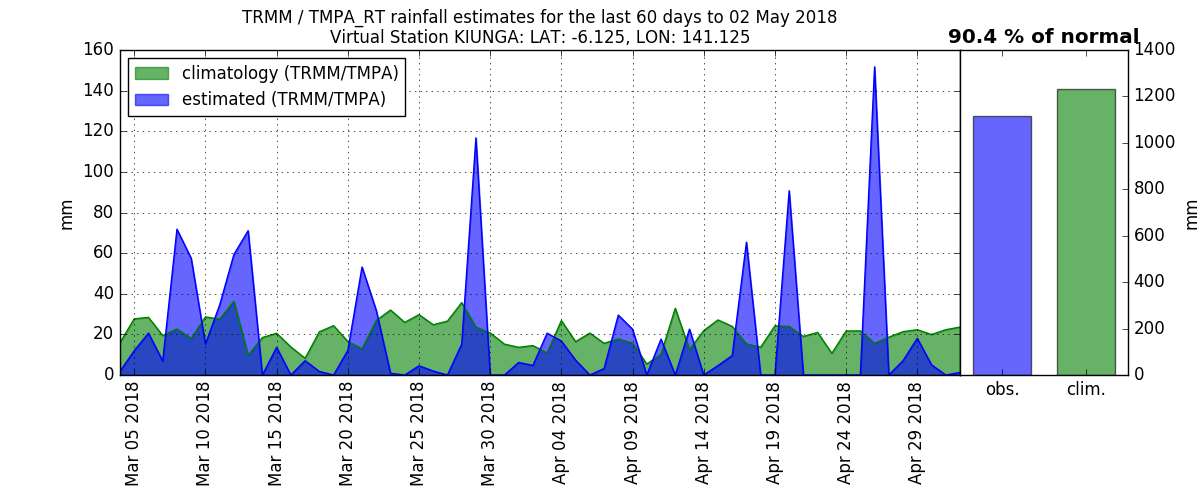 TRMM / TMPA_RT rainfall estimates for the last 60 days to 02 May 2018
Virtual Station KIUNGA: LAT: -6.125, LON: 141.125
90.4 % of normal
climatology (TRMM/TMPA)
estimated (TRMM/TMPA)
160
140
120
100
80
60
40
20
0
mm
Mar 05 2018
Mar 10 2018
Mar 15 2018
Mar 20 2018
Mar 25 2018
Mar 30 2018
Apr 04 2018
Apr 09 2018
Apr 14 2018
Apr 19 2018
Apr 24 2018
Apr 29 2018
obs.
clim.
1400
1200
1000
800
600
400
200
0
mm